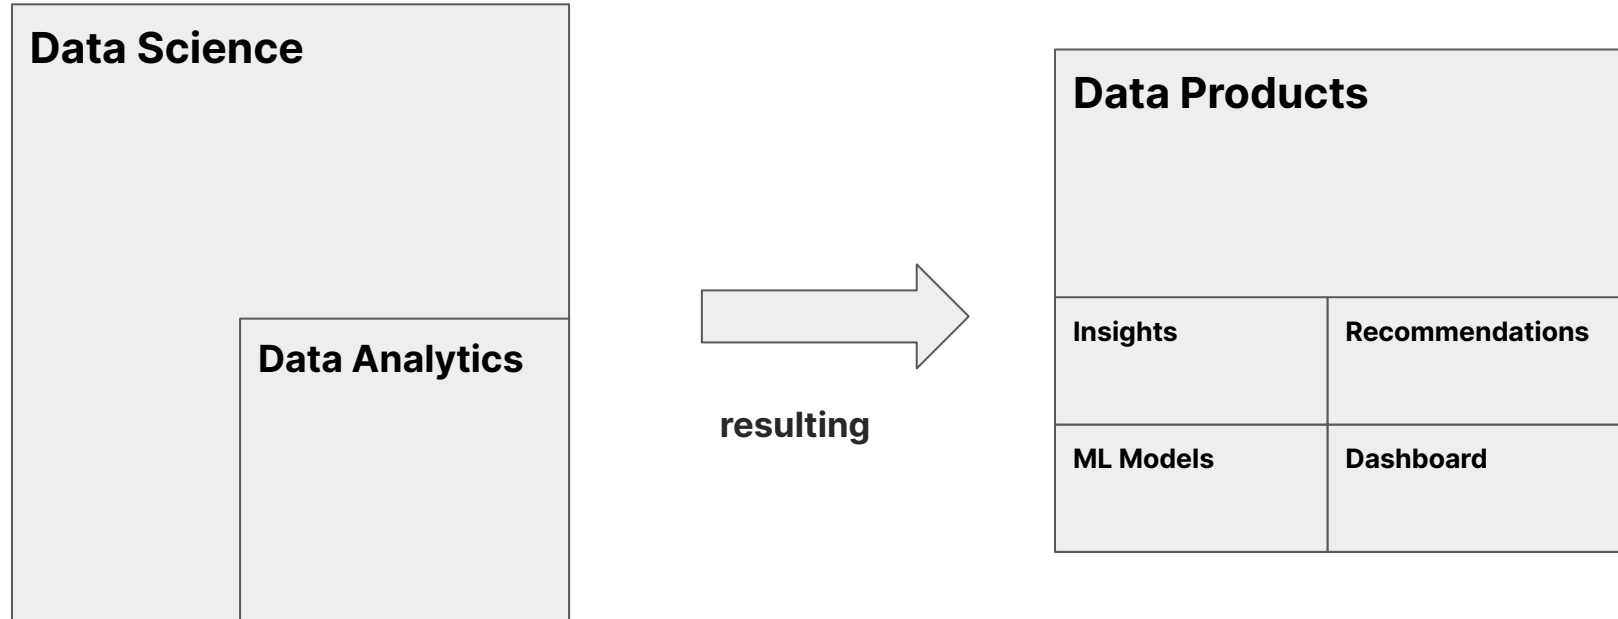 Data Science
Data Analytics
resulting
Data Products
Insights
Recommendations
ML Models
Dashboard